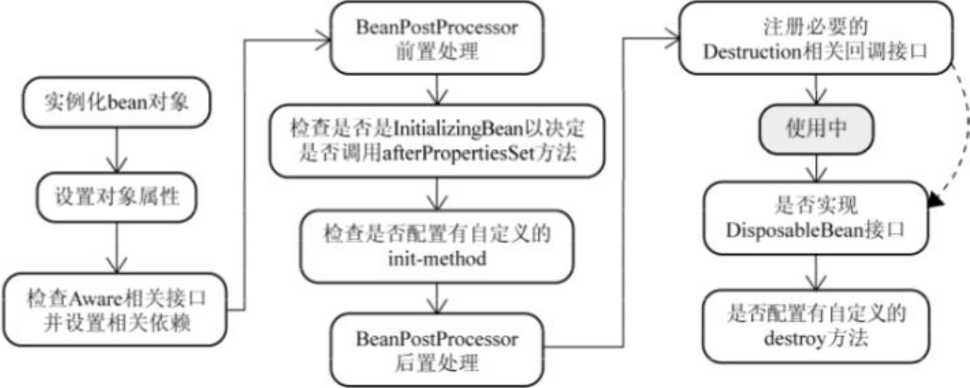 实例化bean对象
设置对象属性
检查Aware相关接口
并设置相关依赖
BeanPostProcessor
前置处理
检查是否是InitializingBean以决定
是否调用afterPropertiesSet方法
检查是否配置有自定义的
init-method
BeanPostProcessor
后置处理
注册必要的
Destruction相关回调接口
使用中
是否实现
DisposableBean接口
是否配置有自定义的
destroy方法